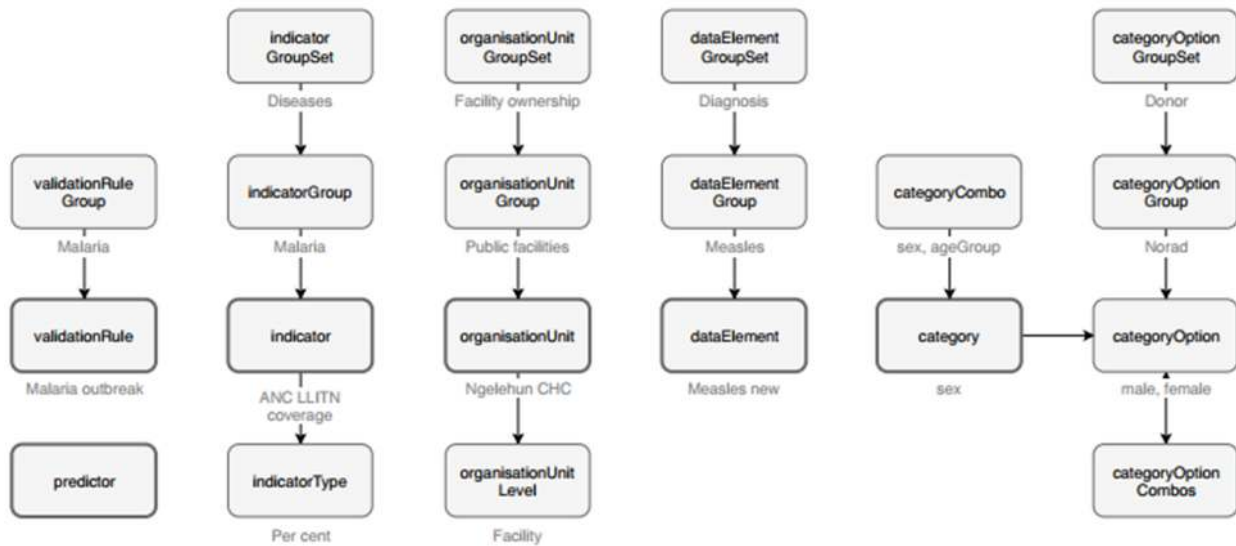 indicator
GroupSet
organisationUnit
GroupSet
dataElement
GroupSet
categoryOption
GroupSet
Diseases
Facility ownership
Diagnosis
Donor
validationRule
Group
indicatorGroup
organisationUnit
Group
dataElement
Group
categoryCombo
categoryOption
Group
Malaria
Malaria
Public facilities
Measles
sex, ageGroup
Norad
validationRule
indicator
organisationUnit
dataElement
category
categoryOption
Malaria outbreak
ANC LLITN
coverage
Ngelehun CHC
Measles new
sex
male, female
predictor
indicatorType
organisationUnit
Level
categoryOption
Combos
Per cent
Facility